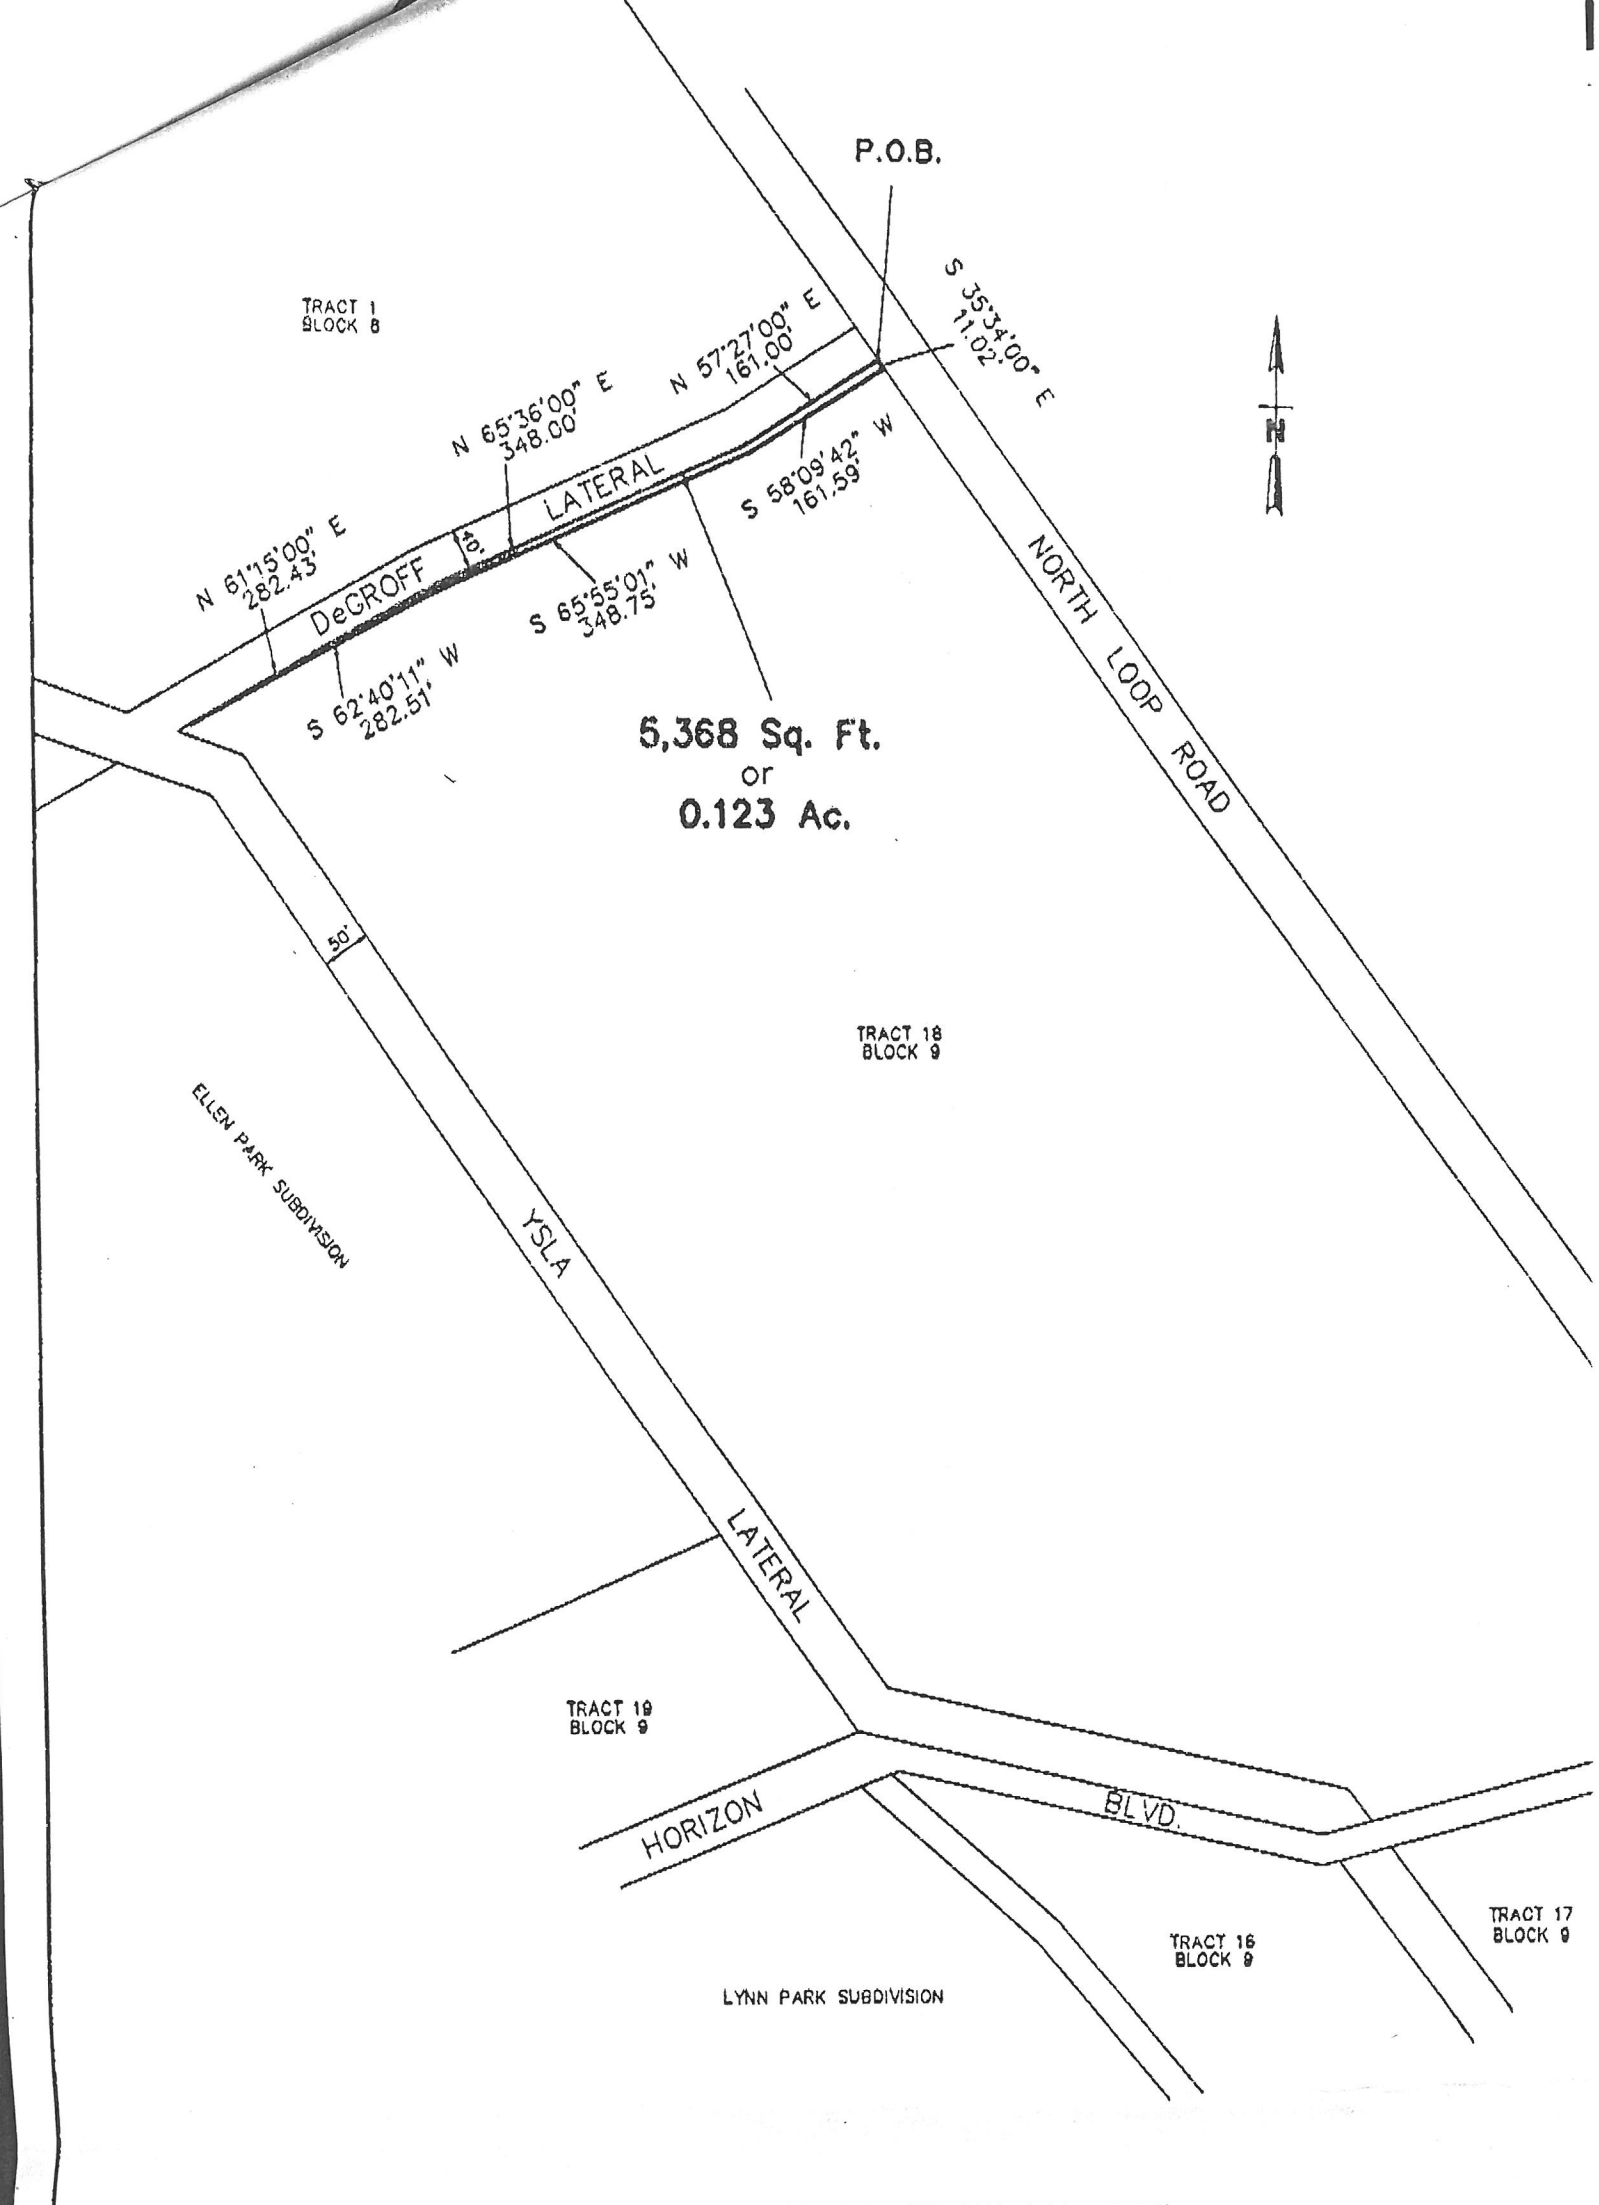 P.O.B.
S 35°34'00" E
11.02'
TRACT 1
BLOCK 8
N 57°27'00" E
161.00'
N 65°36'00" E
348.00'
N
LATERAL
S 58°09'42" W
161.59'
40'
N 61°15'00" E
282.43'
DeGROFF
S 65°55'01" W
348.75'
NORTH LOOP ROAD
S 62°40'11" W
282.51'
5,368 Sq. Ft.
or
0.123 Ac.
50'
TRACT 18
BLOCK 9
ELLEN PARK SUBDIVISION
YSLA
LATERAL
TRACT 19
BLOCK 9
HORIZON
BLVD.
TRACT 17
BLOCK 9
TRACT 16
BLOCK 9
LYNN PARK SUBDIVISION